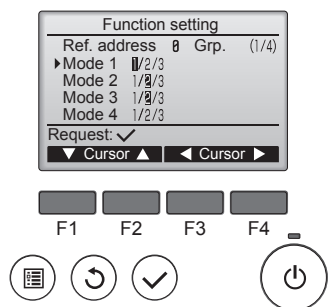 Function setting
Ref. address 0 Grp. (1/4)
Mode 1 1/2/3
Mode 2 1/2/3
Mode 3 1/2/3
Mode 4 1/2/3
Request: ✓
▼ Cursor ▲ ◀ Cursor ▶
F1 F2 F3 F4